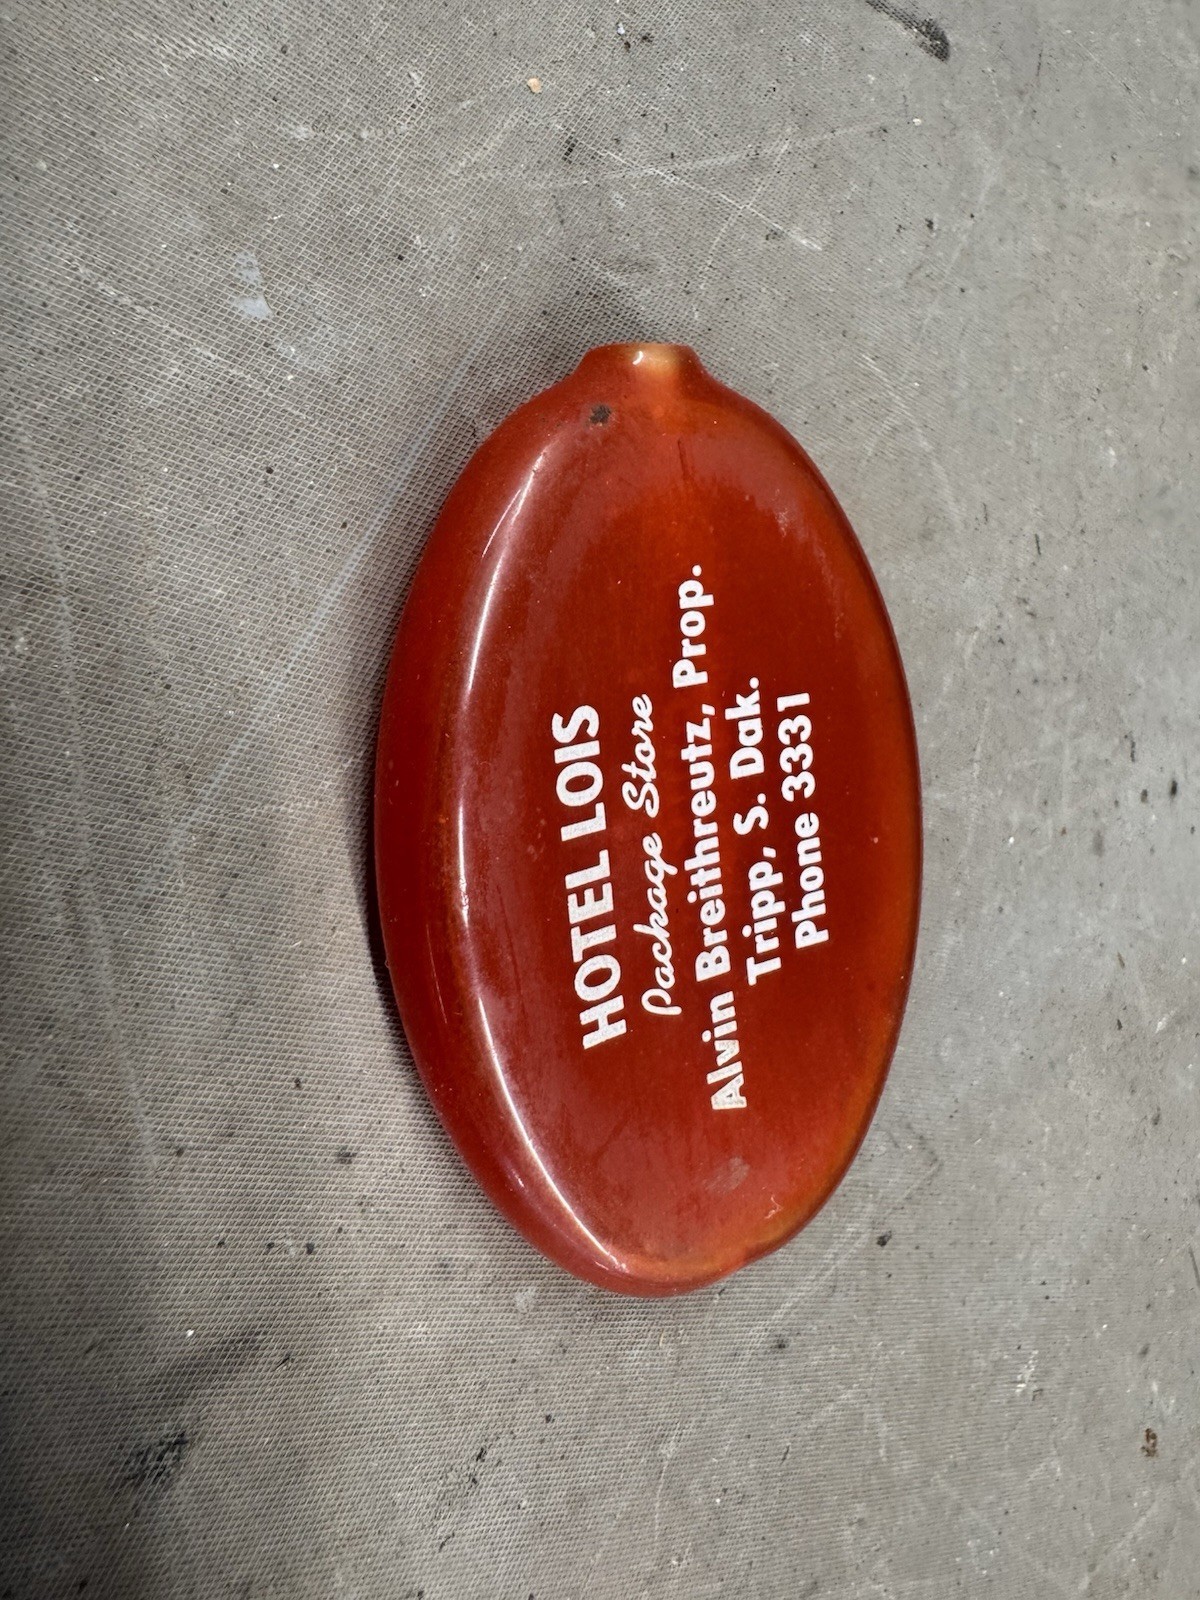 HOTEL LOIS
Package Store
Alvin Breithreutz, Prop.
Tripp, S. Dak.
Phone 3331